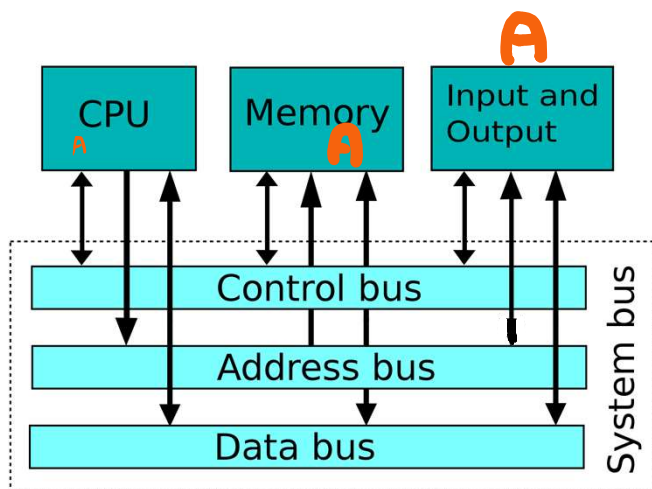 A
CPU
A
Memory
A
Input and
Output
Control bus
Address bus
Data bus
System bus